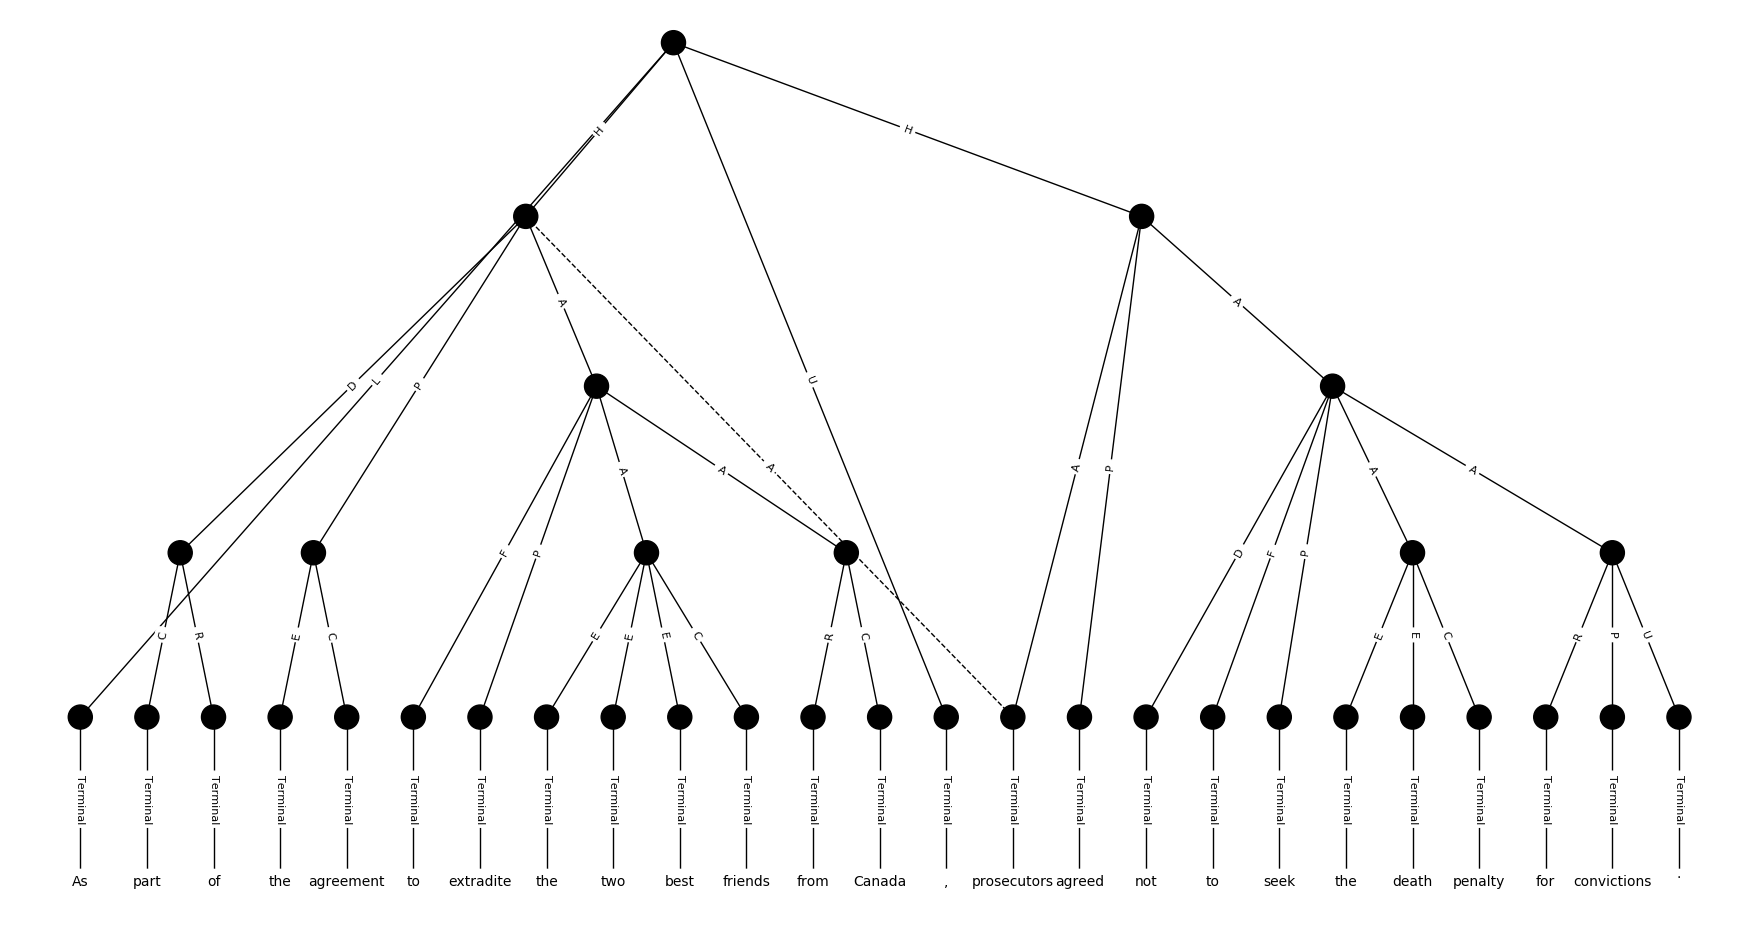 H H
A A
D L P U
A A A A P A A
F P D F P
C R E C E E E C R C E E C R P U
Terminal Terminal Terminal Terminal Terminal Terminal Terminal Terminal Terminal Terminal Terminal Terminal Terminal Terminal Terminal Terminal Terminal Terminal Terminal Terminal Terminal Terminal Terminal Terminal Terminal
As part of the agreement to extradite the two best friends from Canada , prosecutors agreed not to seek the death penalty for convictions .